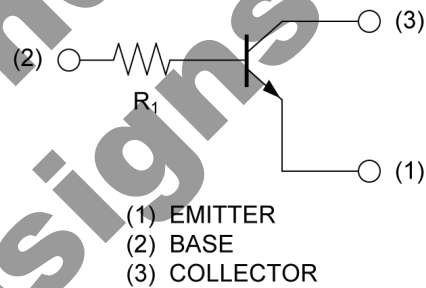 (3)
(2)
R1
(1)
(1) EMITTER
(2) BASE
(3) COLLECTOR